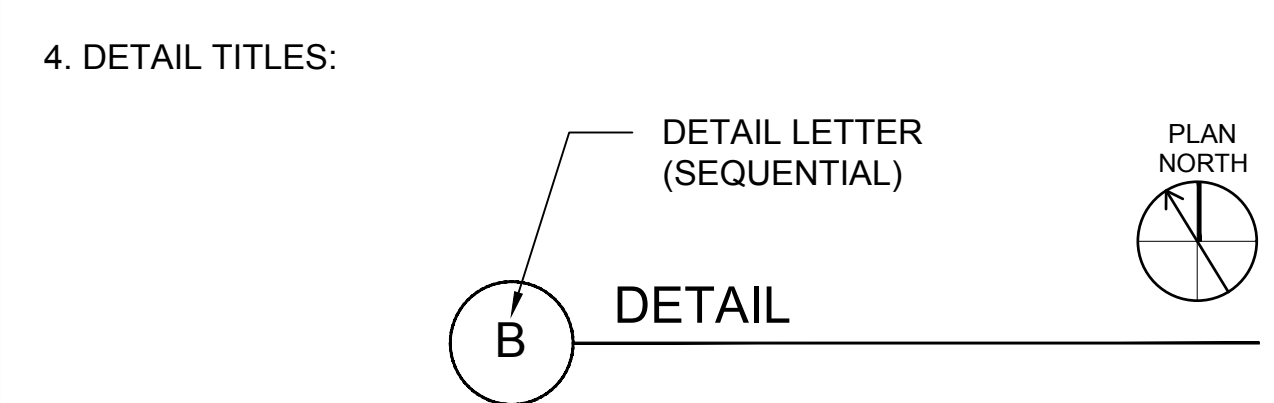 4. DETAIL TITLES:
DETAIL LETTER
(SEQUENTIAL)
PLAN
NORTH
DETAIL
B